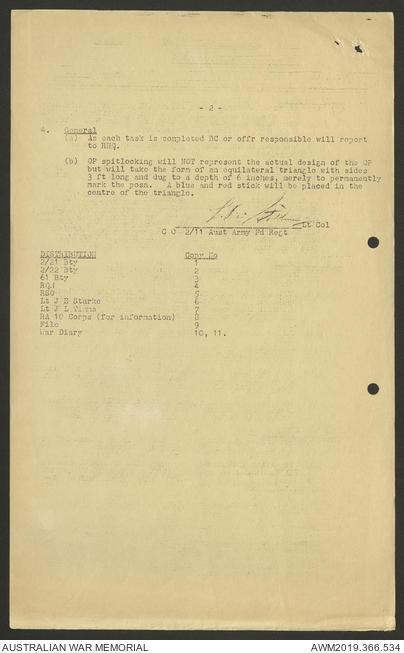 - 2 -
4. General
(a) As each task is completed BC or offr responsible will report
to RHQ.
(b) OP spitlocking will NOT represent the actual design of the OP
but will take the form of an equilateral triangle with sides
3 ft long and dug to a depth of 6 inches, merely to permanently
mark the posn. A blue and red stick will be placed in the
centre of the triangle.
Lt Col
C O 2/11 Aust Army Fd Regt
DISTRIBUTION Copy No
2/21 Bty 1
2/22 Bty 2
61 Bty 3
4
RSO 5
Lt J E Starke 6
Lt J L 7
RA 10 Corps (for information) 8
File 9
War Diary 10, 11.
AUSTRALIAN WAR MEMORIAL AWM2019.366.534